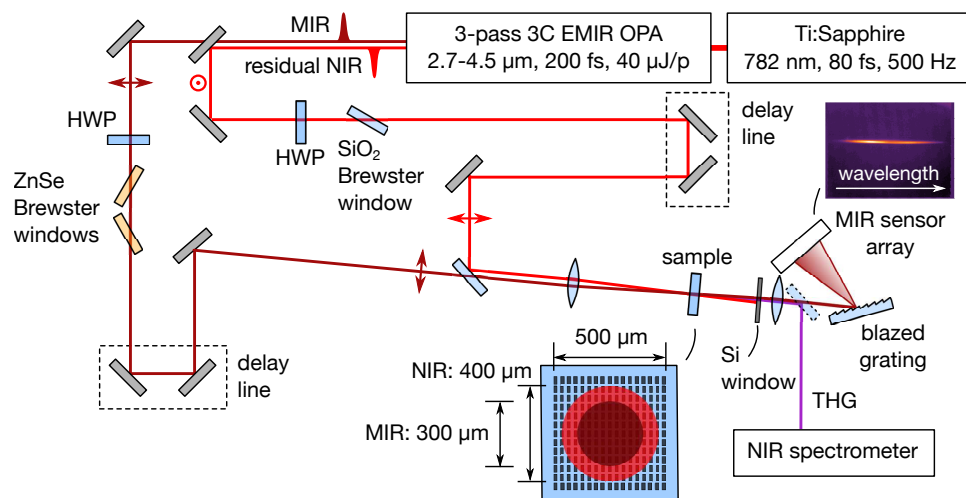 MIR
residual NIR
3-pass 3C EMIR OPA
2.7-4.5 µm, 200 fs, 40 µJ/p
Ti:Sapphire
782 nm, 80 fs, 500 Hz
HWP
ZnSe
Brewster
windows
HWP
SiO₂
Brewster
window
delay
line
wavelength
MIR sensor
array
sample
blazed
grating
Si
window
THG
NIR spectrometer
delay
line
500 µm
NIR: 400 µm
MIR: 300 µm